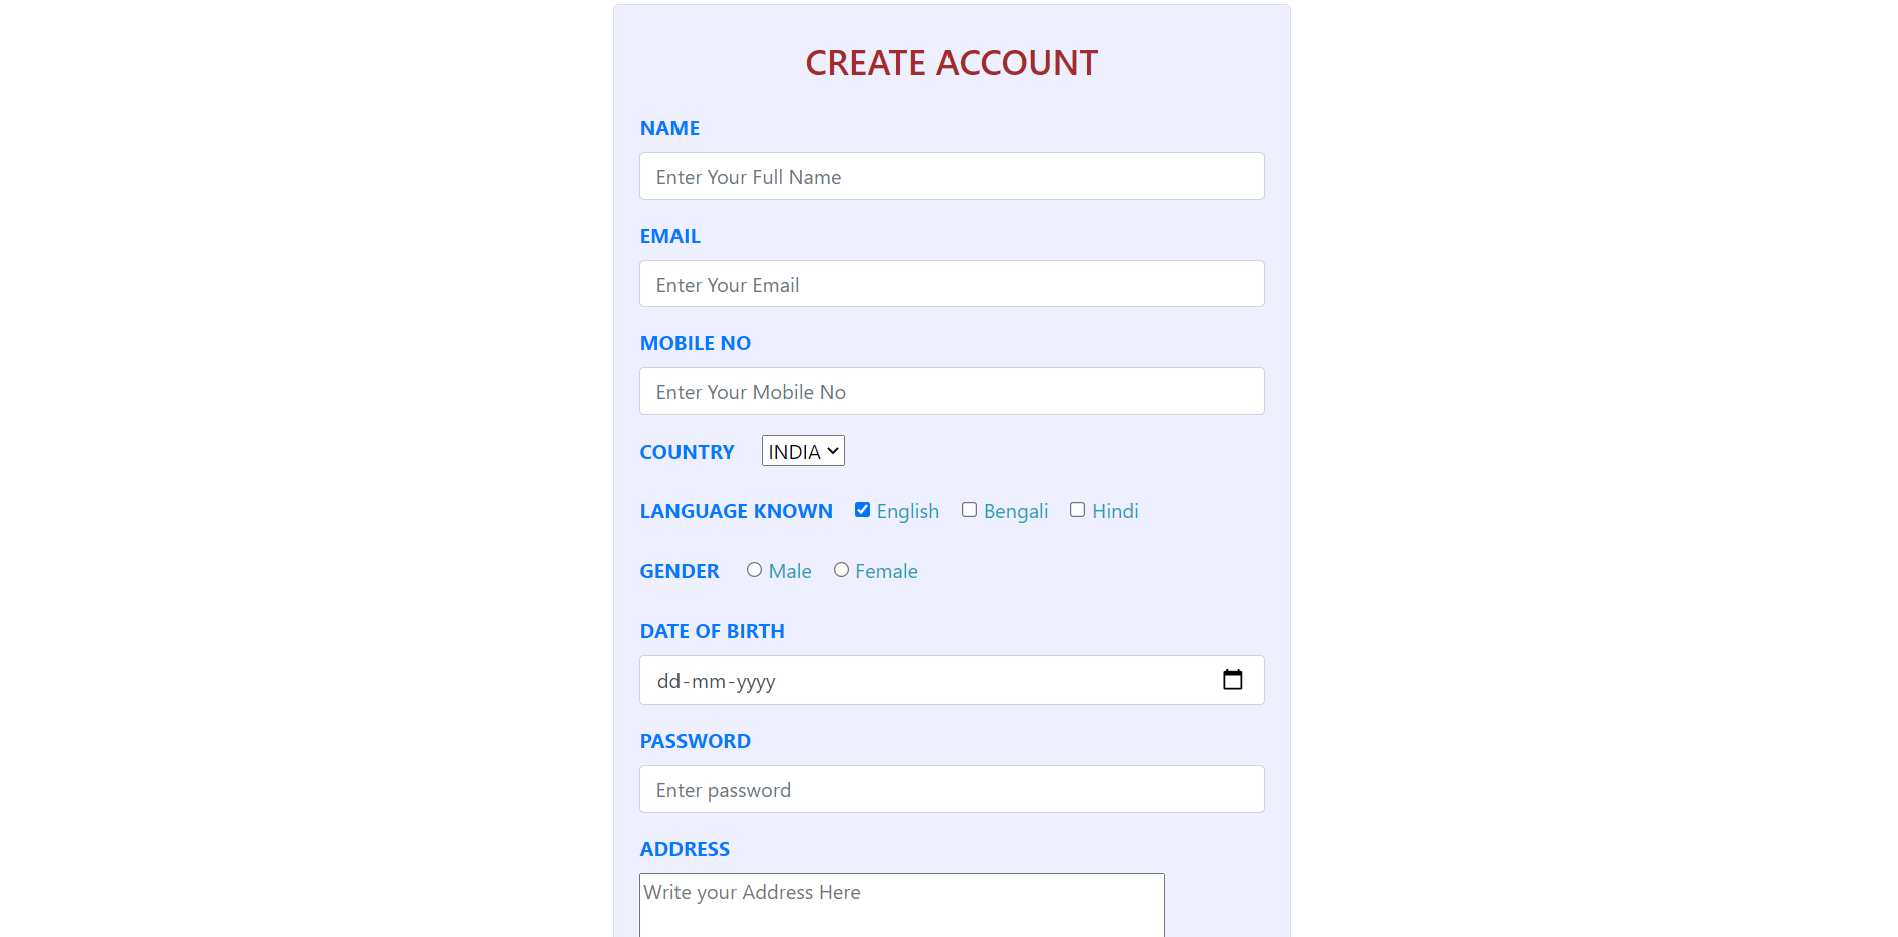 CREATE ACCOUNT
NAME
Enter Your Full Name
EMAIL
Enter Your Email
MOBILE NO
Enter Your Mobile No
COUNTRY INDIA
LANGUAGE KNOWN English Bengali Hindi
GENDER Male Female
DATE OF BIRTH
dd-mm-yyyy
PASSWORD
Enter password
ADDRESS
Write your Address Here